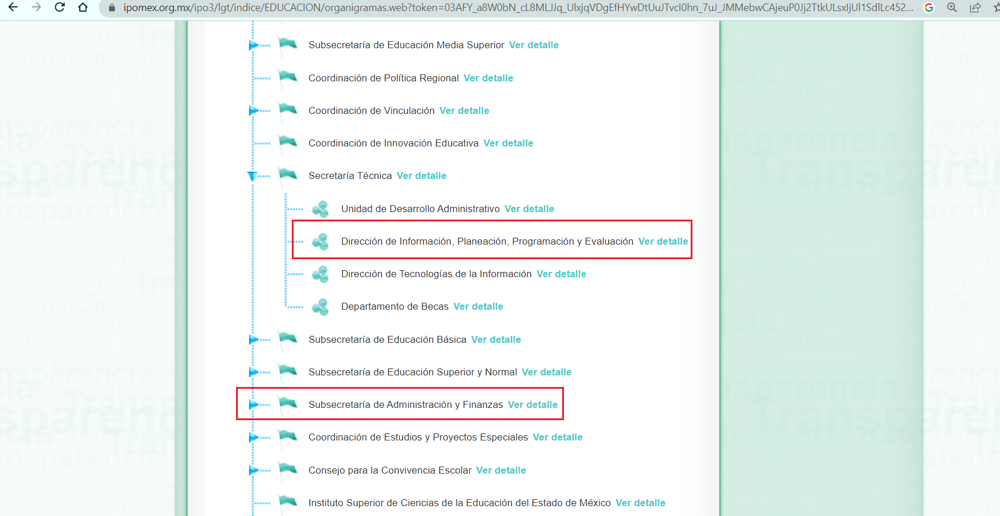 ipomex.org.mx/ipo3/lgt/indice/EDUCACION/organigramas.web?token=03AFY_a8W0bN_cL8MLJJq_UlxjqVDgEfHYwDtUuJTvcI0hn_7uJ_JMMebwCAjeuP0Jj2TtkULsxIjUl1SdlLc452...
Subsecretaría de Educación Media Superior Ver detalle
Coordinación de Política Regional Ver detalle
Coordinación de Vinculación Ver detalle
Coordinación de Innovación Educativa Ver detalle
Secretaría Técnica Ver detalle
Unidad de Desarrollo Administrativo Ver detalle
Dirección de Información, Planeación, Programación y Evaluación Ver detalle
Dirección de Tecnologías de la Información Ver detalle
Departamento de Becas Ver detalle
Subsecretaría de Educación Básica Ver detalle
Subsecretaría de Educación Superior y Normal Ver detalle
Subsecretaría de Administración y Finanzas Ver detalle
Coordinación de Estudios y Proyectos Especiales Ver detalle
Consejo para la Convivencia Escolar Ver detalle
Instituto Superior de Ciencias de la Educación del Estado de México Ver detalle